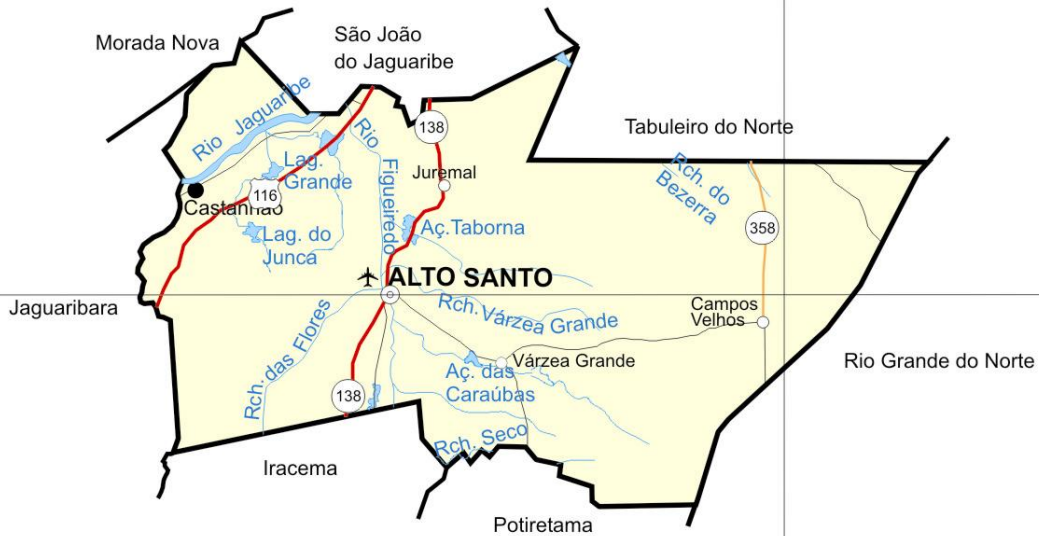 Morada Nova
São João
do Jaguaribe
Tabuleiro do Norte
Rio Jaguaribe
Rio Figueiredo
138
Juremal
Rch. do
Bezerra
Lag.
Grande
116
Castanhão
Lag. do
Junca
Aç. Taborna
358
ALTO SANTO
Jaguaribara
Rch. Várzea Grande
Campos
Velhos
Rch. das Flores
Várzea Grande
Rio Grande do Norte
Aç. das
Caraúbas
138
Rch. Seco
Iracema
Potiretama